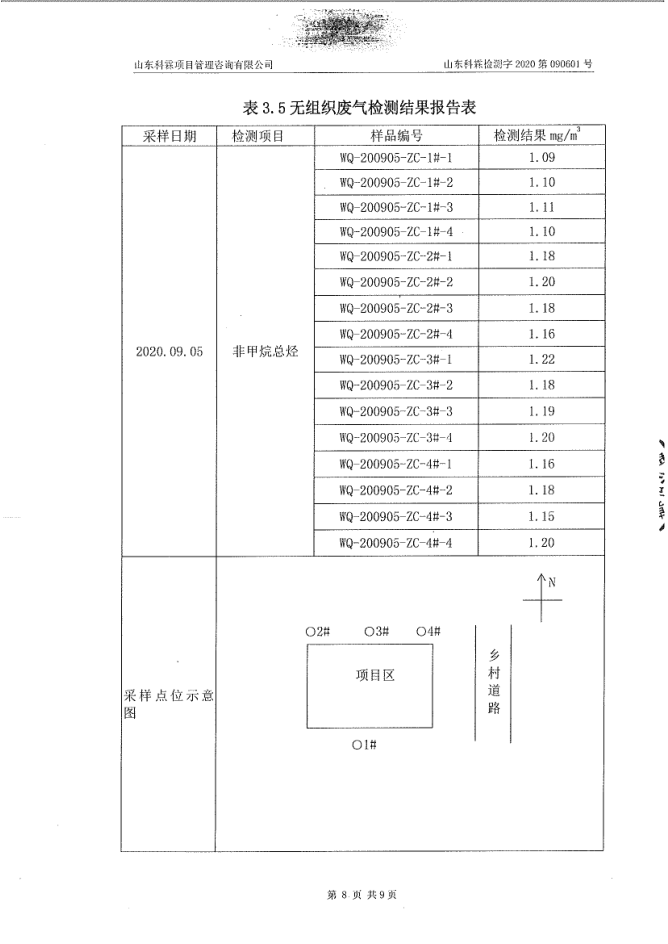 山东科霖项目管理咨询有限公司 山东科霖检测字 2020 第 090601 号
表 3.5 无组织废气检测结果报告表
采样日期 检测项目 样品编号 检测结果 mg/m³
WQ-200905-ZC-1#-1 1.09
WQ-200905-ZC-1#-2 1.10
WQ-200905-ZC-1#-3 1.11
WQ-200905-ZC-1#-4 1.10
WQ-200905-ZC-2#-1 1.18
WQ-200905-ZC-2#-2 1.20
WQ-200905-ZC-2#-3 1.18
WQ-200905-ZC-2#-4 1.16
2020.09.05 非甲烷总烃
WQ-200905-ZC-3#-1 1.22
WQ-200905-ZC-3#-2 1.18
WQ-200905-ZC-3#-3 1.19
WQ-200905-ZC-3#-4 1.20
WQ-200905-ZC-4#-1 1.16
WQ-200905-ZC-4#-2 1.18
WQ-200905-ZC-4#-3 1.15
WQ-200905-ZC-4#-4 1.20
采样点位示意
图
N
○2# ○3# ○4#
项目区
乡
村
道
路
○1#
第 8 页 共 9 页